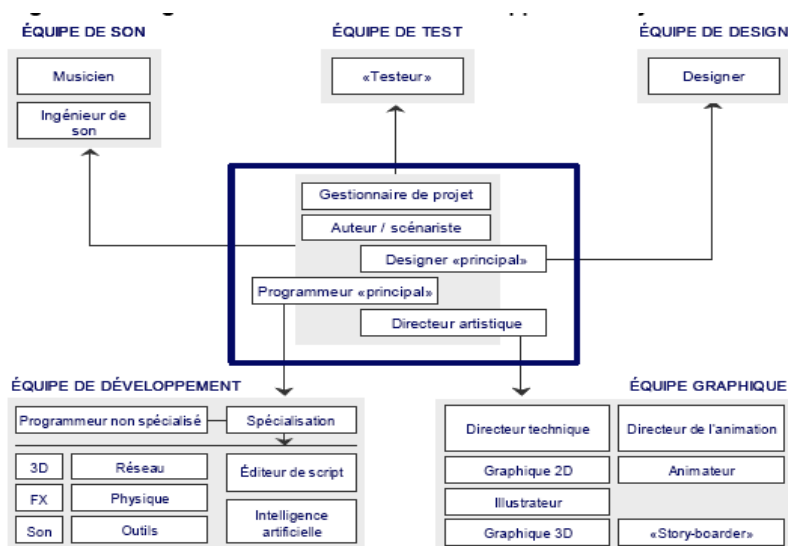 ÉQUIPE DE SON
ÉQUIPE DE TEST
ÉQUIPE DE DESIGN
Musicien
«Testeur»
Designer
Ingénieur de
son
Gestionnaire de projet
Auteur / scénariste
Designer «principal»
Programmeur «principal»
Directeur artistique
ÉQUIPE DE DÉVELOPPEMENT
Programmeur non spécialisé
Spécialisation
3D
Réseau
Éditeur de script
FX
Physique
Intelligence
artificielle
Son
Outils
ÉQUIPE GRAPHIQUE
Directeur technique
Directeur de l'animation
Graphique 2D
Animateur
Illustrateur
Graphique 3D
«Story-boarder»